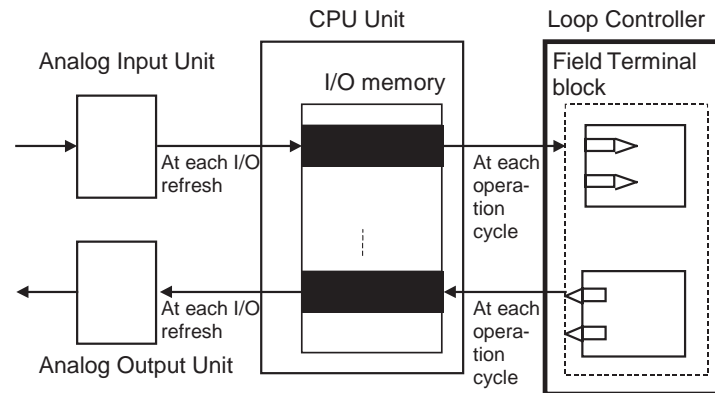 CPU Unit
Loop Controller
Analog Input Unit
I/O memory
Field Terminal
block
At each I/O
refresh
At each
opera-
tion
cycle
At each I/O
refresh
At each
opera-
tion
cycle
Analog Output Unit